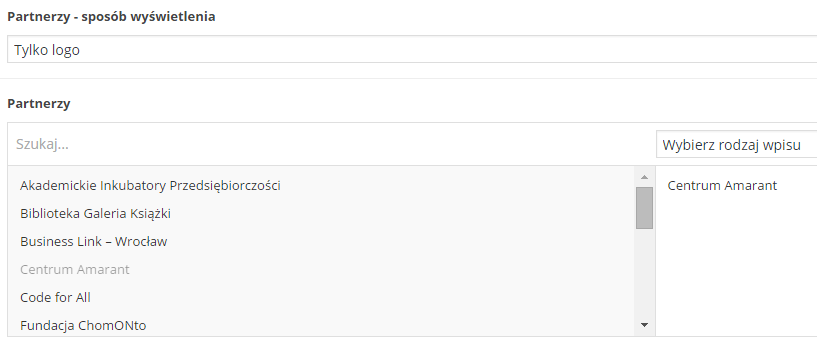 Partnerzy - sposób wyświetlenia
Tylko logo
Partnerzy
Szukaj...
Wybierz rodzaj wpisu
Akademickie Inkubatory Przedsiębiorczości
Biblioteka Galeria Książki
Business Link – Wrocław
Centrum Amarant
Code for All
Fundacja ChomONto
Centrum Amarant